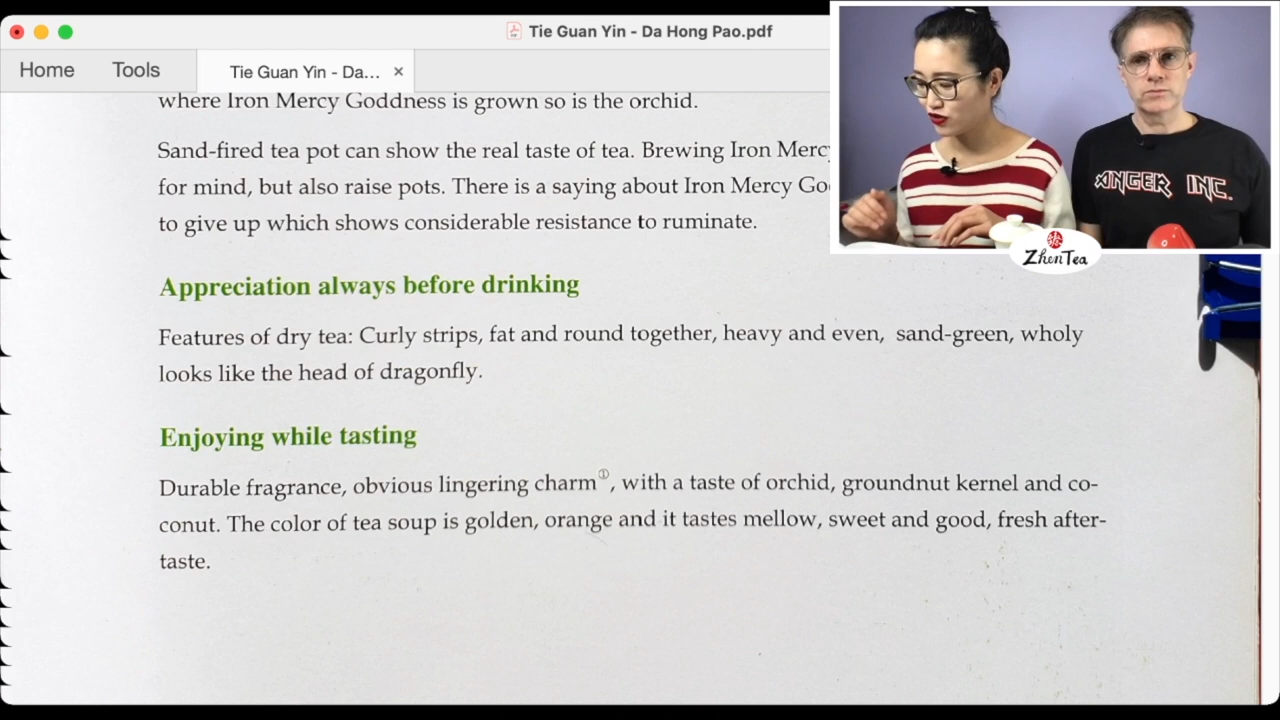 Tie Guan Yin - Da Hong Pao.pdf
Home
Tools
Tie Guan Yin - Da...
where Iron Mercy Goddness is grown so is the orchid.
Sand-fired tea pot can show the real taste of tea. Brewing Iron Mercy
for mind, but also raise pots. There is a saying about Iron Mercy Go
to give up which shows considerable resistance to ruminate.
Appreciation always before drinking
Features of dry tea: Curly strips, fat and round together, heavy and even, sand-green, wholy
looks like the head of dragonfly.
Enjoying while tasting
Durable fragrance, obvious lingering charm①, with a taste of orchid, groundnut kernel and co-
conut. The color of tea soup is golden, orange and it tastes mellow, sweet and good, fresh after-
taste.
ANGER INC.
ZhenTea